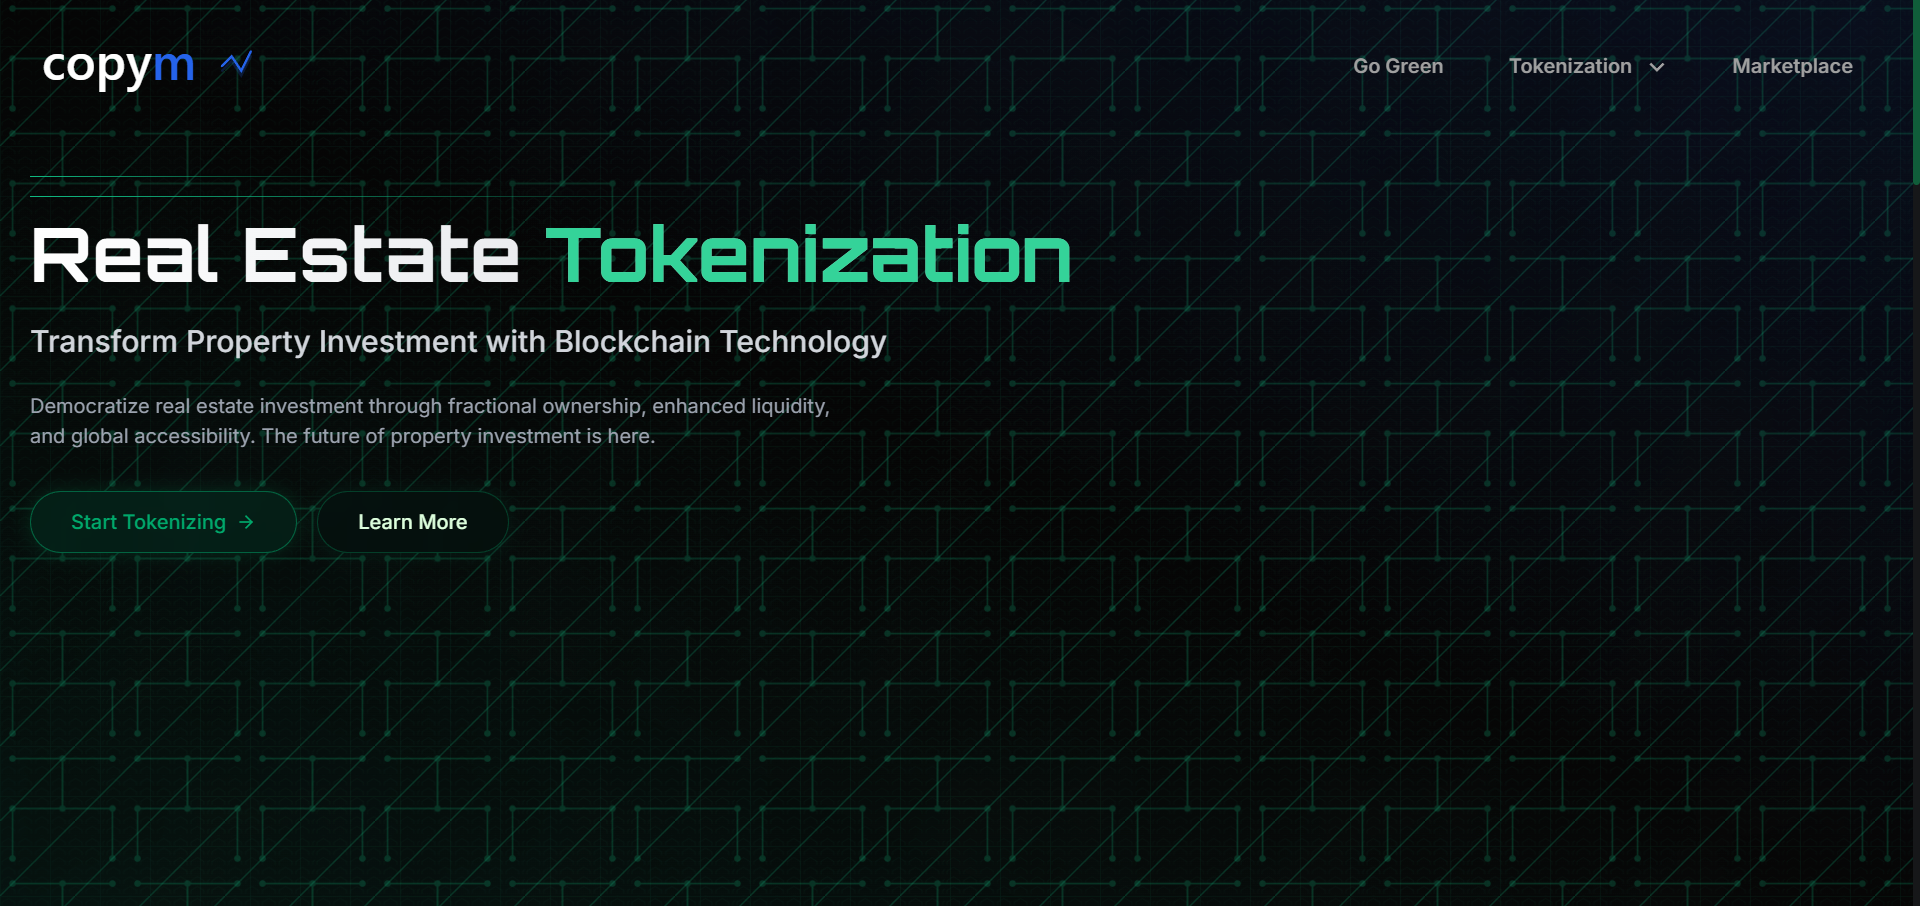 copym
Go Green
Tokenization
Marketplace
Real Estate Tokenization
Transform Property Investment with Blockchain Technology
Democratize real estate investment through fractional ownership, enhanced liquidity,
and global accessibility. The future of property investment is here.
Start Tokenizing →
Learn More